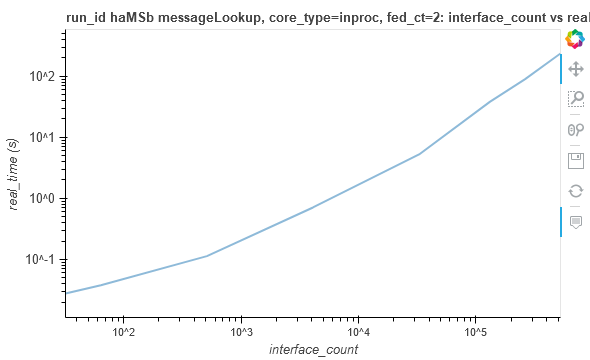 run_id haMSb messageLookup, core_type=inproc, fed_ct=2: interface_count vs real
10^2
10^1
10^0
10^-1
real_time (s)
10^2 10^3 10^4 10^5
interface_count